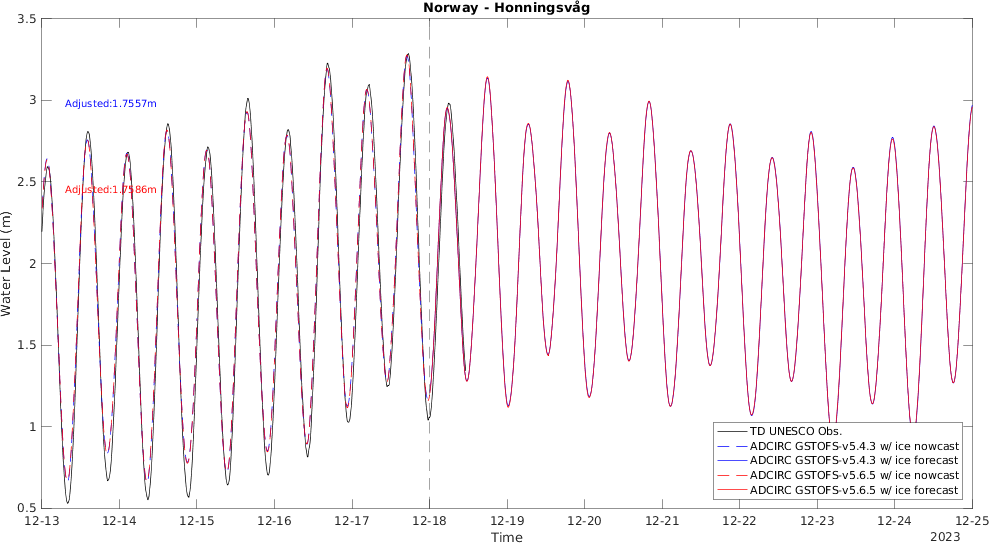 Norway - Honningsvåg
3.5
3
2.5
2
1.5
1
0.5
Water Level (m)
Adjusted:1.7557m
Adjusted:1.7586m
TD UNESCO Obs.
ADCIRC GSTOFS-v5.4.3 w/ ice nowcast
ADCIRC GSTOFS-v5.4.3 w/ ice forecast
ADCIRC GSTOFS-v5.6.5 w/ ice nowcast
ADCIRC GSTOFS-v5.6.5 w/ ice forecast
12-13 12-14 12-15 12-16 12-17 12-18 12-19 12-20 12-21 12-22 12-23 12-24 12-25
Time
2023